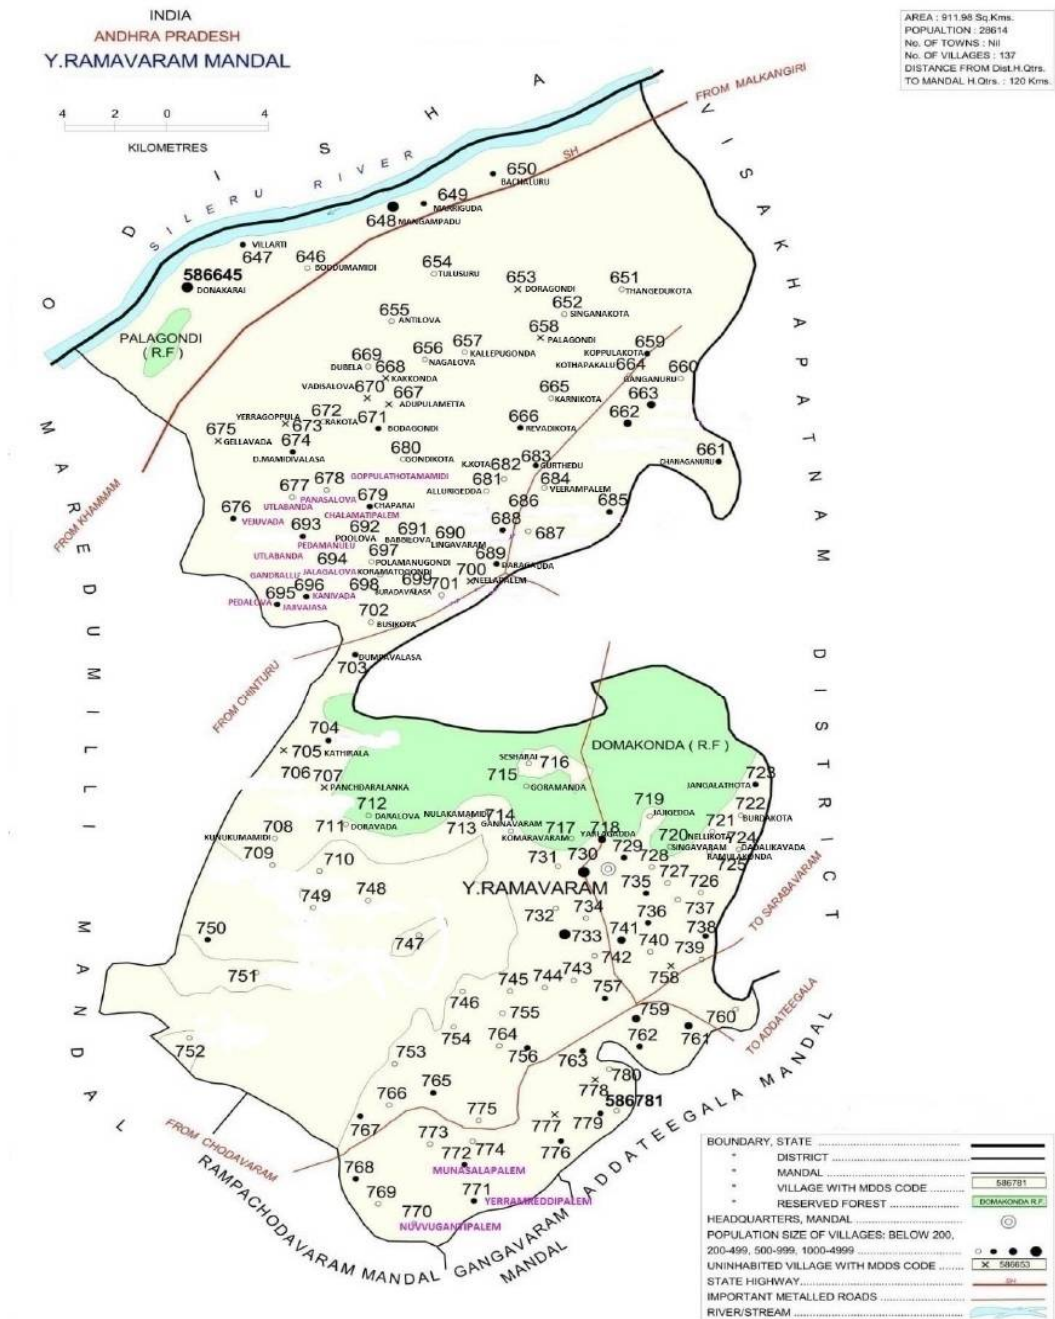 INDIA
ANDHRA PRADESH
Y.RAMAVARAM MANDAL
AREA : 911.98 Sq.Kms.
POPUALTION : 28614
No. OF TOWNS : Nil
No. OF VILLAGES : 137
DISTANCE FROM Dist.H.Qtrs.
TO MANDAL H.Qtrs. : 120 Kms.
4 2 0 4
KILOMETRES
ODISHA
SILERU RIVER
VISAKHAPATNAM DISTRICT
MAREDUMILLI MANDAL
FROM MALKANGIRI
SH
650
BACHALURU
649
MARRIGUDA
648 MANGAMPADU
VILLARTI
647
646
BODDUMAMIDI
586645
DONAKARAI
654
TULUSURU
653
DORAGONDI
651
THANGEDUKOTA
652
SINGANAKOTA
PALAGONDI
( R.F )
655
ANTILOVA
658
PALAGONDI
657
KALLEPUGONDA
656
NAGALOVA
659
KOPPULAKOTA
669
DUBELA
668
KAKKONDA
KOTHAPAKALU 664
660
GANGANURU
VADISALOVA 670
667
ADUPULAMETTA
665
KARNIKOTA
663
662
672
671
BODAGONDI
YERRAGOPPULA
673
666
REVADIKOTA
675
GELLAVADA
674
D.MAMIDIVALASA
680
GONDIKOTA
K.KOTA 682
683
GURTHEDU
661
CHANAGANURU
GOPPULATHOTAMAMIDI
677
678
PANASALOVA
UTLABANDA
679
CHAPARAI
CHALAMATIPALEM
681
ALLURIGEDDA
684
VEERAMPALEM
686
685
676
VEJUVADA
693
PEDAMANULU
692
POOLOVA
691
BABBILOVA
690
LINGAVARAM
688
687
UTLABANDA
694
JALAGALOVA
697
POLAMANUGONDI
689
DARAGADDA
GANDRALLU
KORAMATOGONDI
700
NEELAPALEM
698
699
BURADAVALASA
701
695
696
KANIVADA
PEDALOVA
JAJIVAJASA
702
BUSIKOTA
FROM KHAMMAM
FROM CHINTURU
703
DUMPAVALASA
704
KATHIRALA
705
706
707
PANCHDARALANKA
DOMAKONDA ( R.F )
SESHARAI
716
715
GORAMANDA
723
JANGALATHOTA
712
DARALOVA
711
DORAVADA
NULAKAMAMIDI
713
714
GANNAVARAM
KOMARAVARAM
717
718
YARLAGADDA
719
JAJIGEDDA
722
BURDAKOTA
721
NELLIKOTA
720
SINGAVARAM
724
DADALIKAVADA
RAMULAKONDA
725
KUNUKUMAMIDI
708
709
710
731
730
729
728
727
726
Y.RAMAVARAM
735
737
749
748
732
734
736
738
750
747
733
741
740
739
742
758
TO SARABAVARAM
751
746
745
744
743
757
755
759
760
754
764
762
761
TO ADDATEEGALA
752
753
756
763
780
766
765
778
586781
775
777
779
767
773
774
776
772
MUNASALAPALEM
FROM CHODAVARAM
768
769
771
YERRAMREDDIPALEM
770
NUVVUGANTIPALEM
RAMPACHODAVARAM MANDAL
GANGAVARAM MANDAL
ADDATEEGALA MANDAL
BOUNDARY, STATE
" DISTRICT
" MANDAL
" VILLAGE WITH MDDS CODE 586781
" RESERVED FOREST DOMAKONDA R.F.
HEADQUARTERS, MANDAL
POPULATION SIZE OF VILLAGES: BELOW 200,
200-499, 500-999, 1000-4999
UNINHABITED VILLAGE WITH MDDS CODE 586653
STATE HIGHWAY SH
IMPORTANT METALLED ROADS
RIVER/STREAM